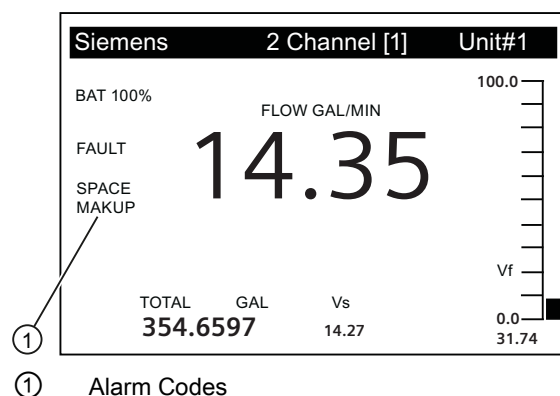 Siemens 2 Channel [1] Unit#1
BAT 100%
FLOW GAL/MIN
100.0
FAULT
14.35
SPACE
MAKUP
Vf
TOTAL GAL Vs
354.6597 14.27
0.0
31.74
1
1 Alarm Codes